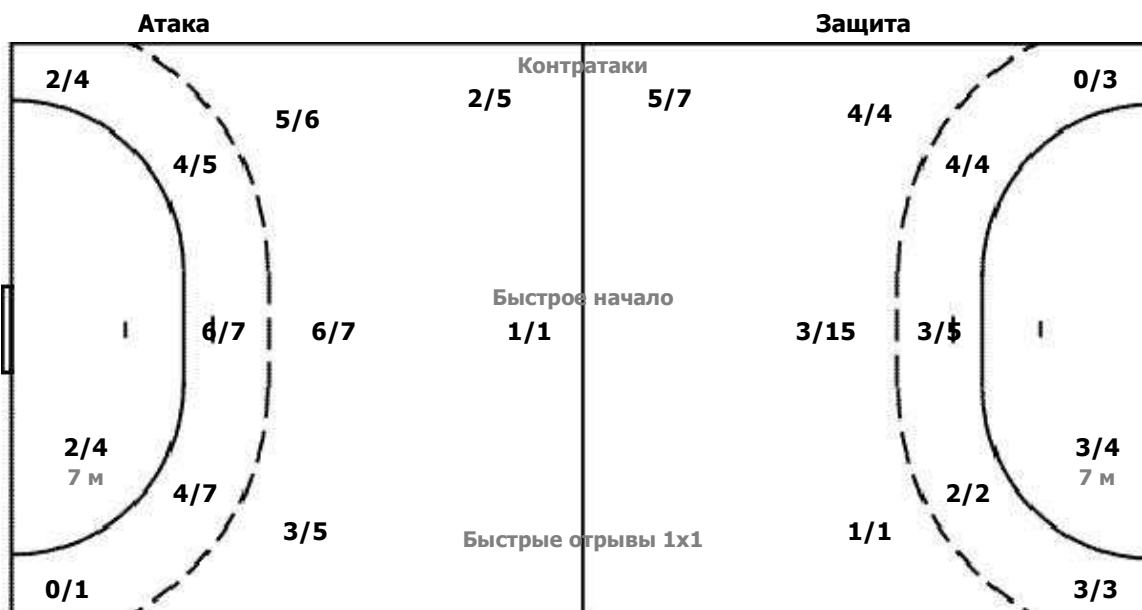 Атака Защита
Контратаки
2/4 2/5 5/7 0/3
5/6 4/4
4/5 4/4
Быстрое начало
6/7 6/7 1/1 3/15 3/5
2/4 3/4
7 м 7 м
4/7 2/2
3/5 Быстрые отрывы 1x1 1/1
0/1 3/3